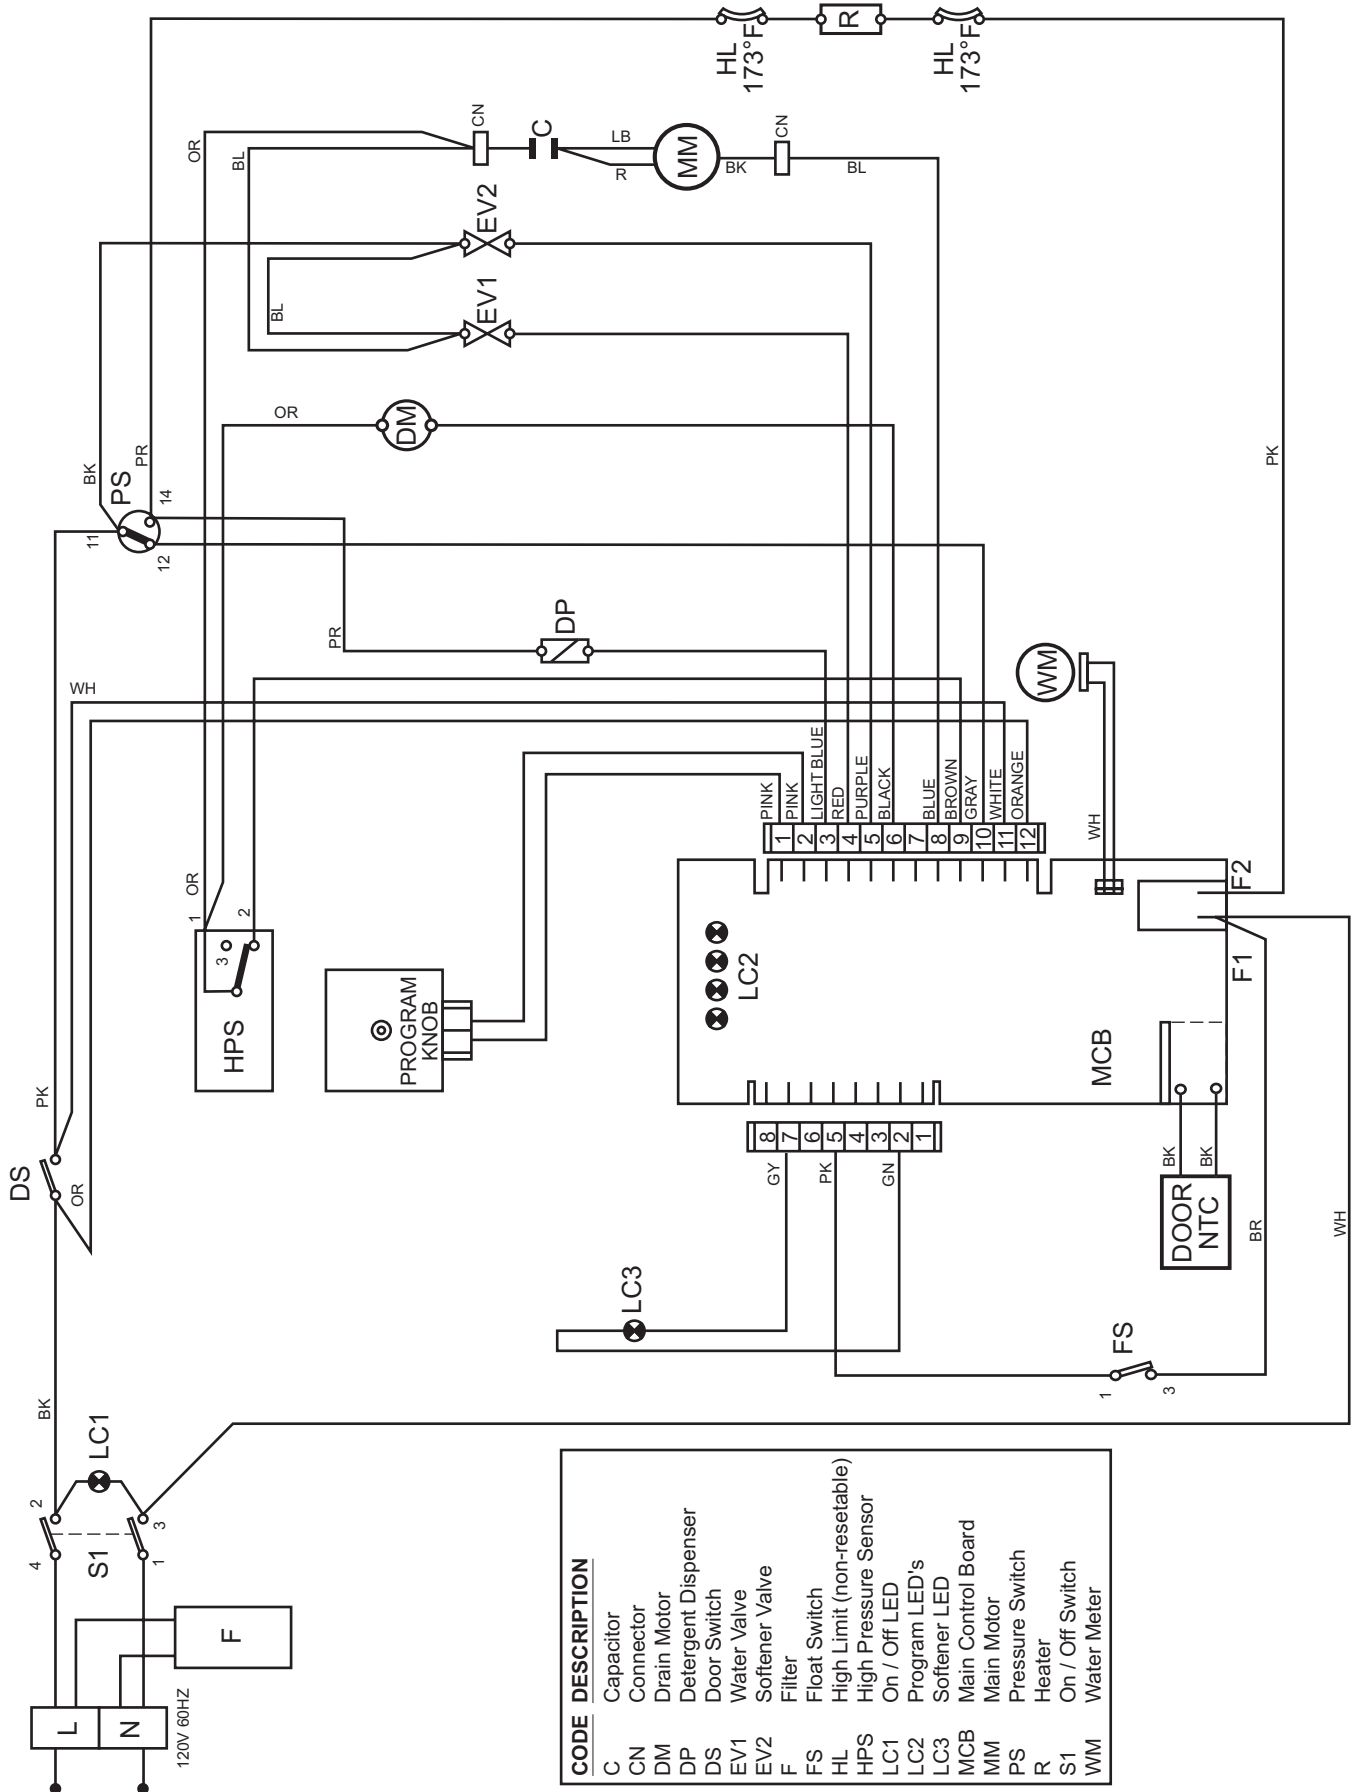 HL
173°F
R
HL
173°F
OR
BL
CN
C
LB
R
MM
BK
CN
BL
EV2
BL
EV1
OR
DM
BK
PR
PS
14
11
12
PK
PR
DP
WM
WH
PINK
PINK
LIGHT BLUE
RED
PURPLE
BLACK
BLUE
BROWN
GRAY
WHITE
ORANGE
1
2
3
4
5
6
7
8
9
10
11
12
WH
OR
1
2
3
HPS
PROGRAM
KNOB
LC2
MCB
F2
F1
PK
DS
OR
8
7
6
5
4
3
2
1
GY
PK
GN
BK
BK
DOOR
NTC
BR
WH
LC3
FS
1
3
BK
LC1
2
4
S1
3
1
L
N
F
120V 60HZ
CODE DESCRIPTION
C Capacitor
CN Connector
DM Drain Motor
DP Detergent Dispenser
DS Door Switch
EV1 Water Valve
EV2 Softener Valve
F Filter
FS Float Switch
HL High Limit (non-resetable)
HPS High Pressure Sensor
LC1 On / Off LED
LC2 Program LED's
LC3 Softener LED
MCB Main Control Board
MM Main Motor
PS Pressure Switch
R Heater
S1 On / Off Switch
WM Water Meter